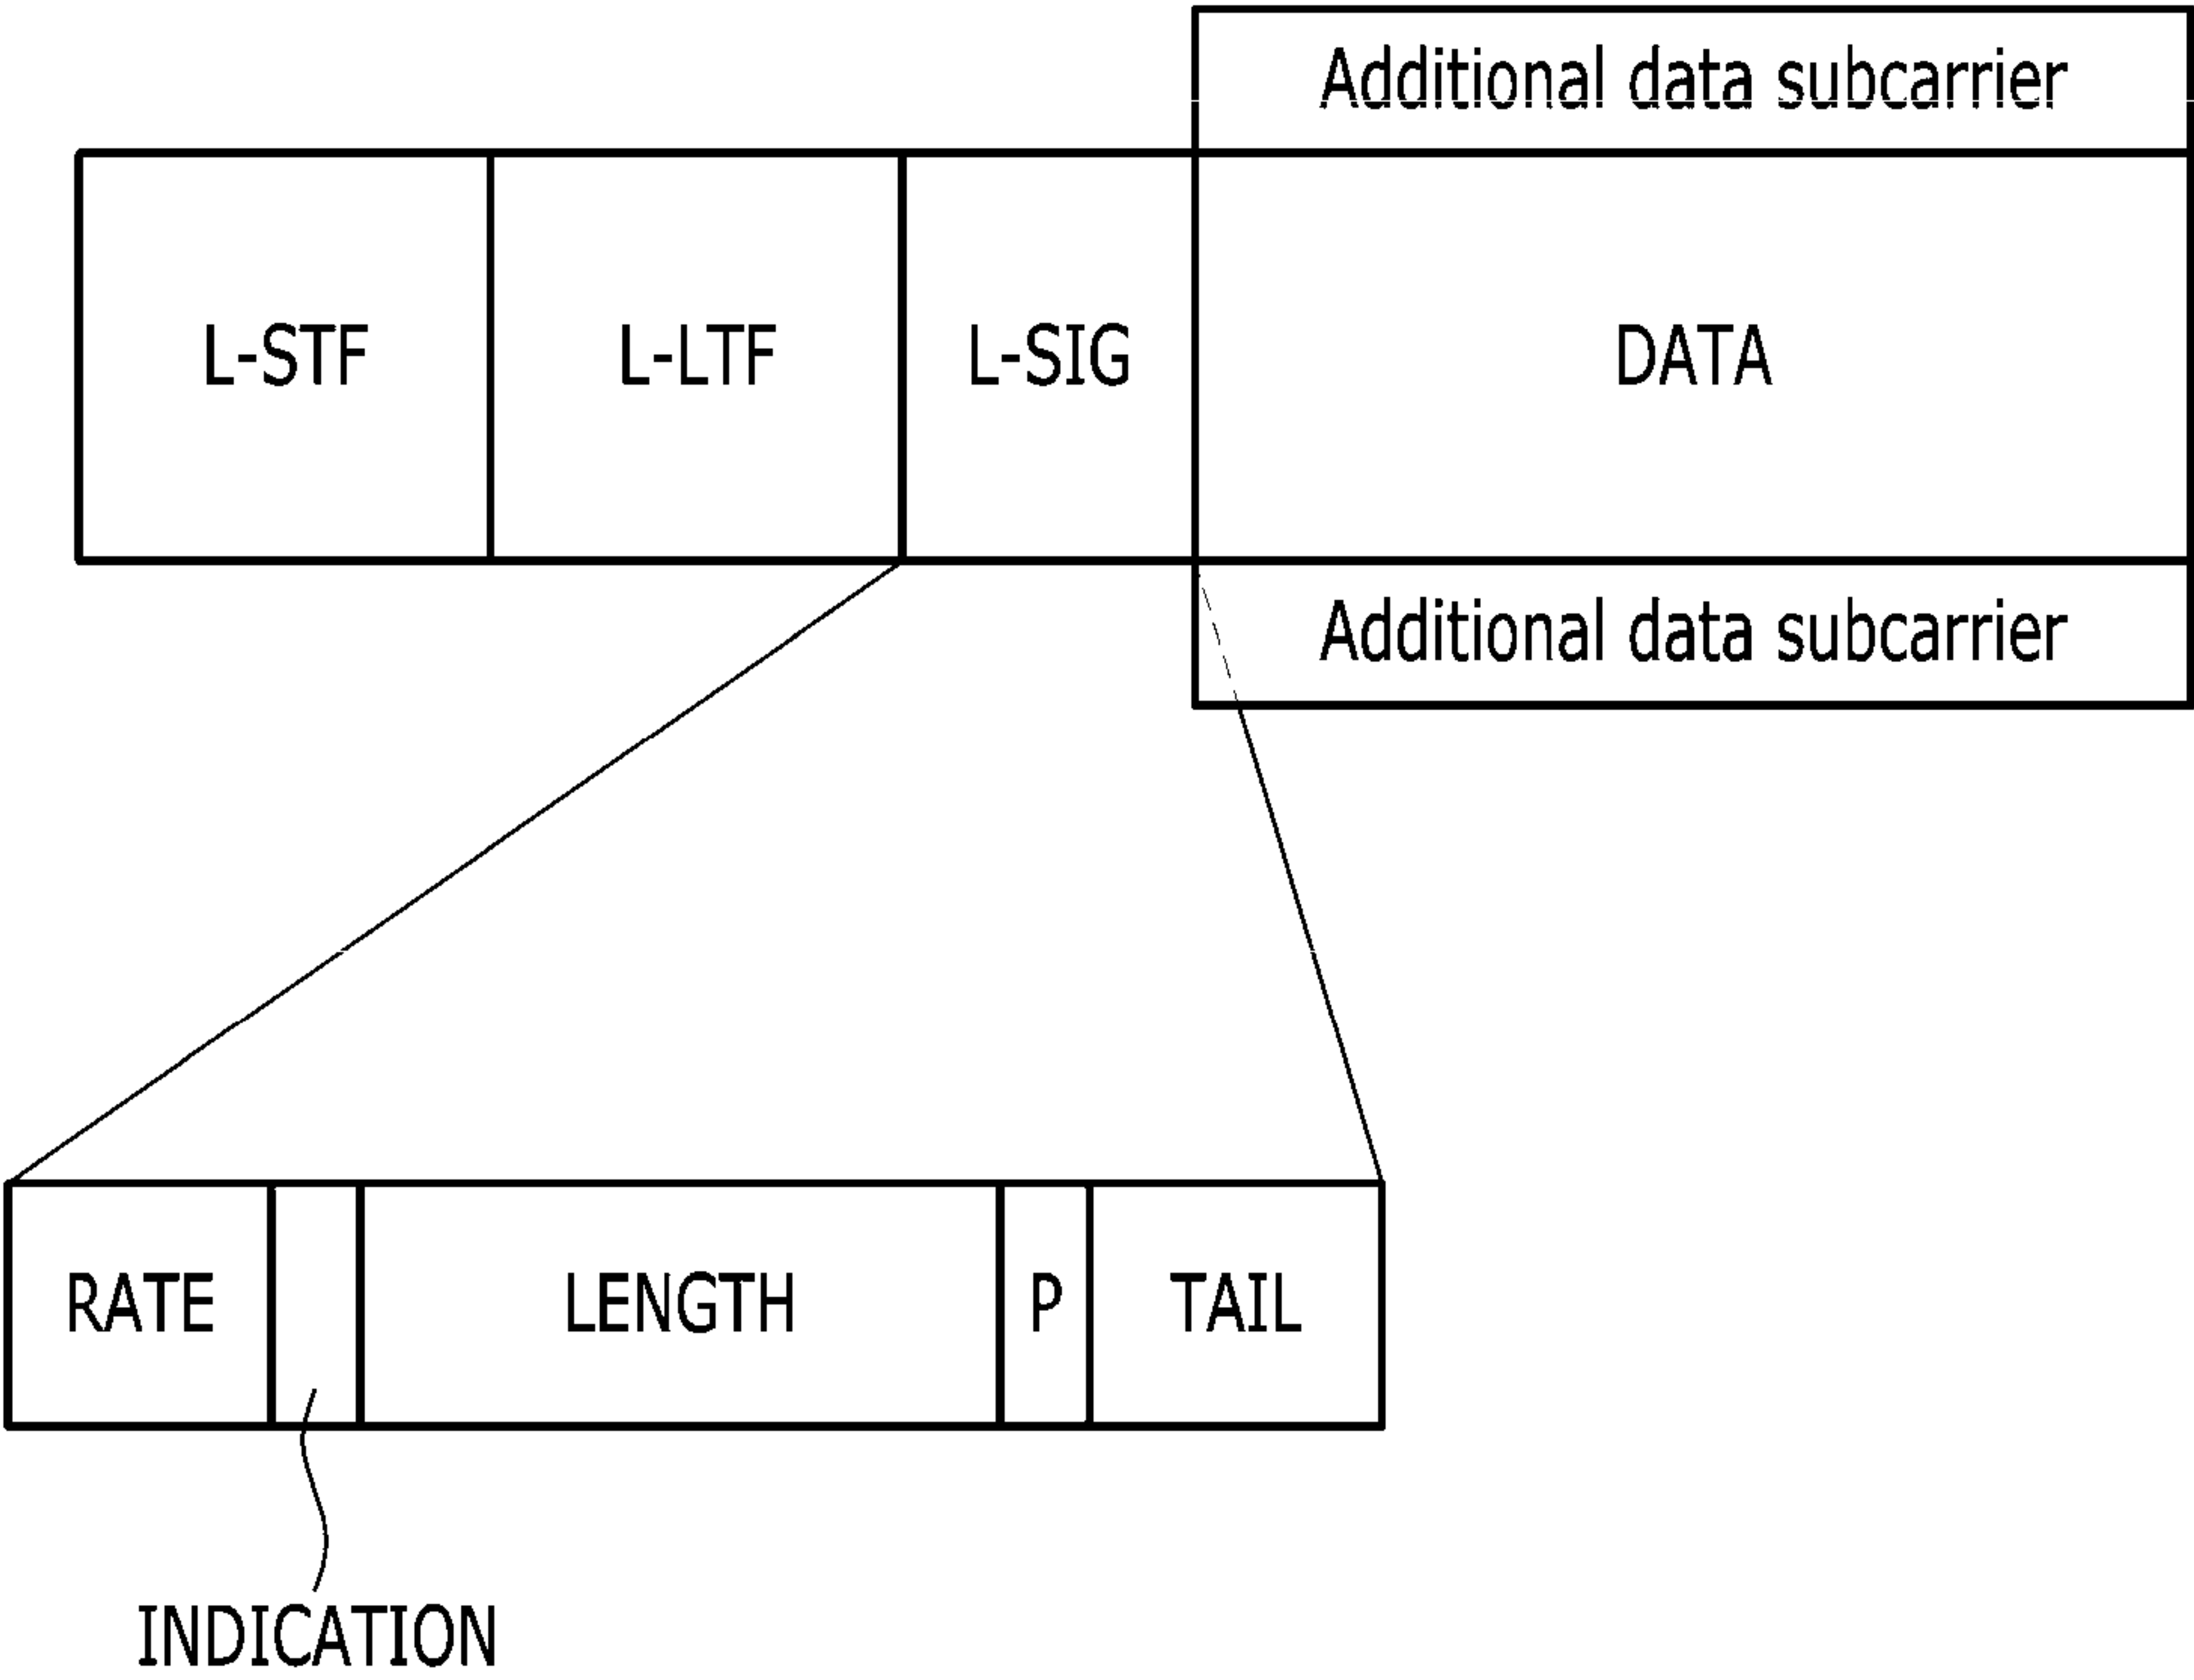 Additional data subcarrier
L-STF L-LTF L-SIG DATA
Additional data subcarrier
RATE LENGTH P TAIL
INDICATION